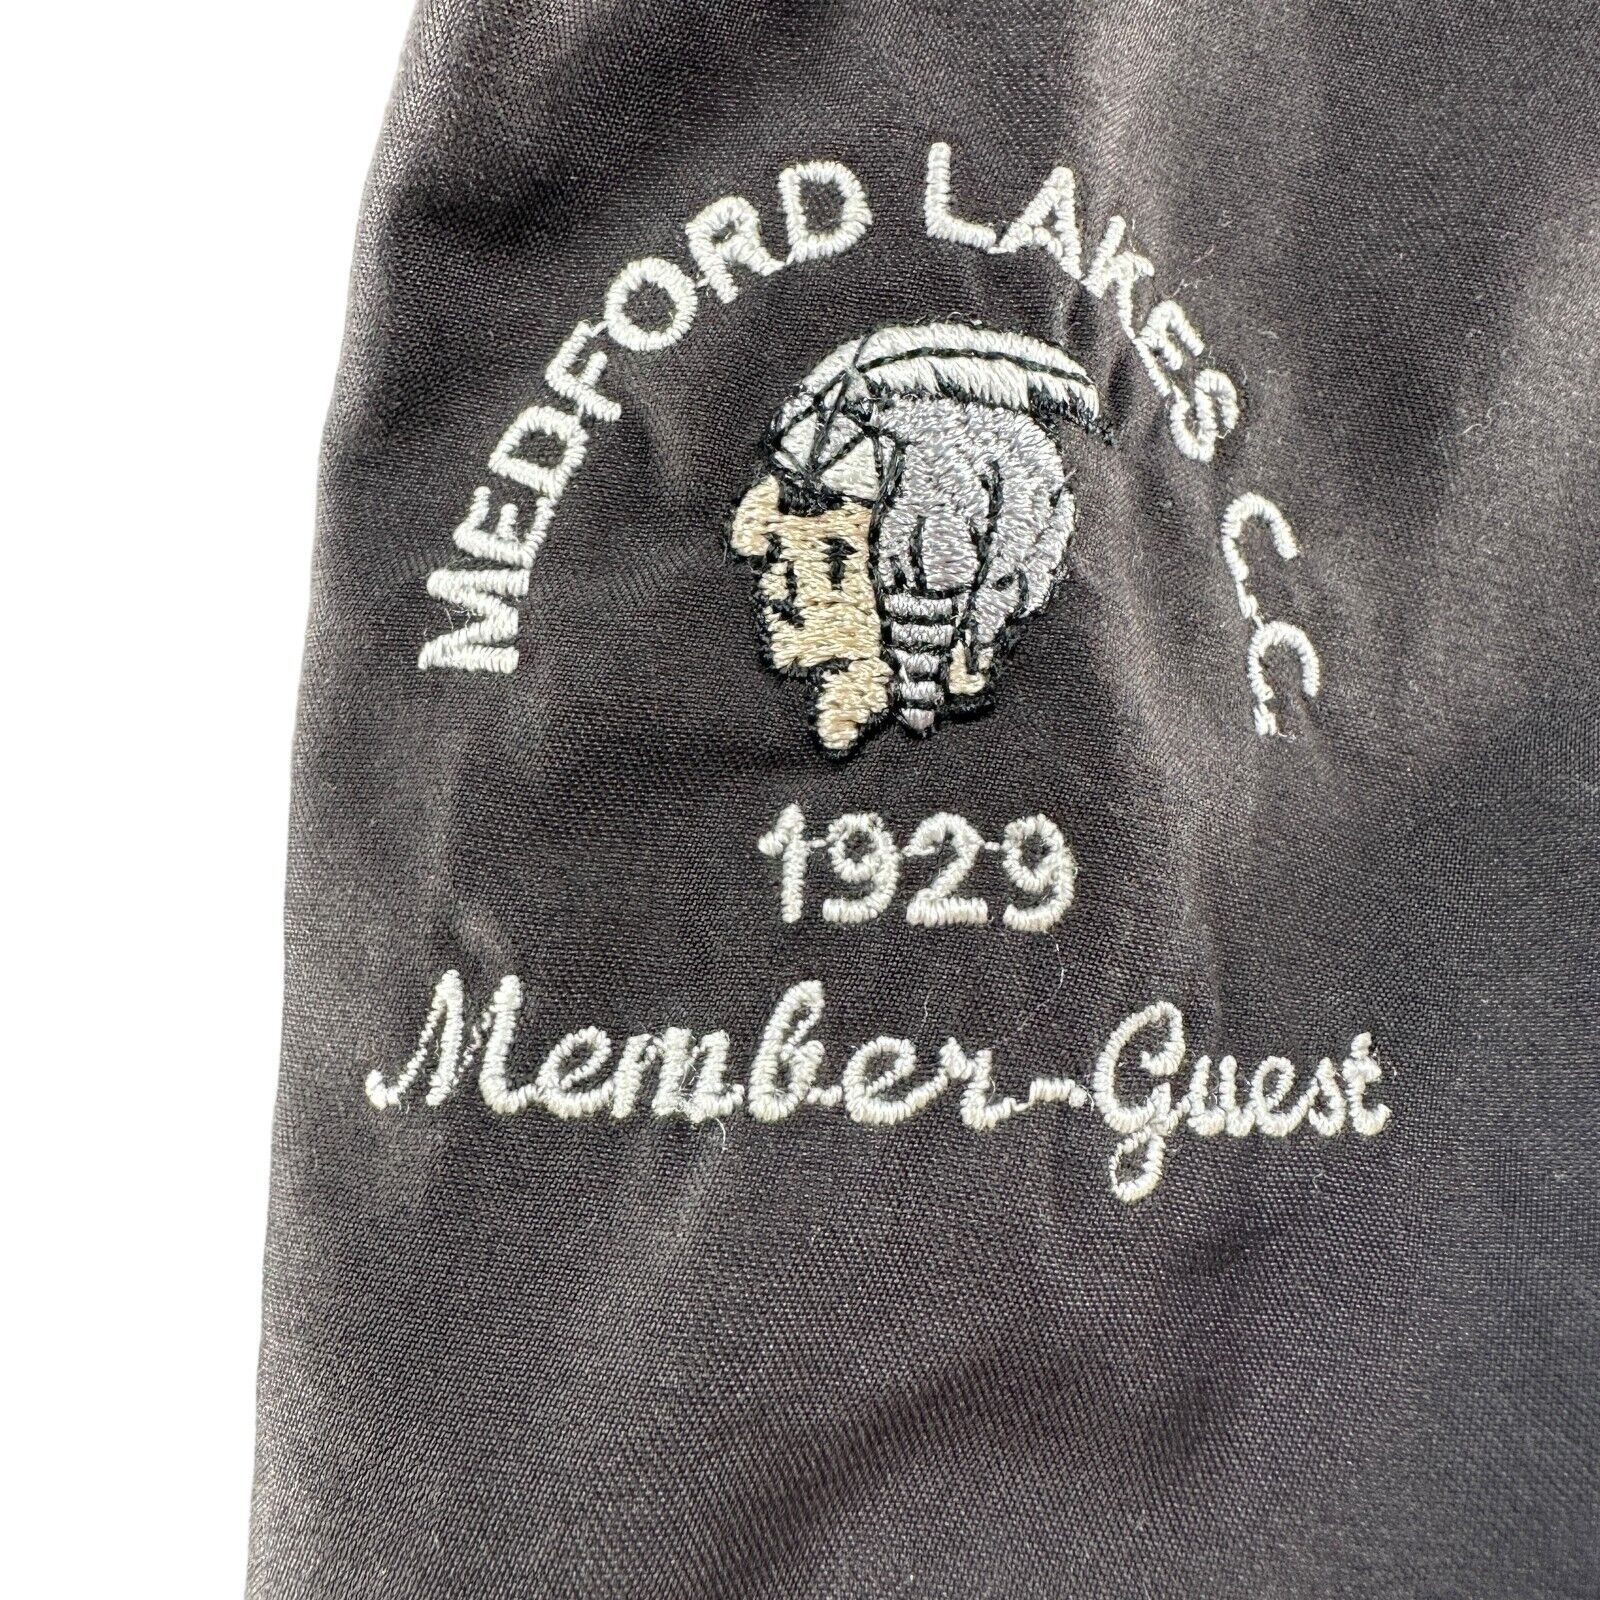 MEDFORD LAKES C.C.
1929
Member-Guest